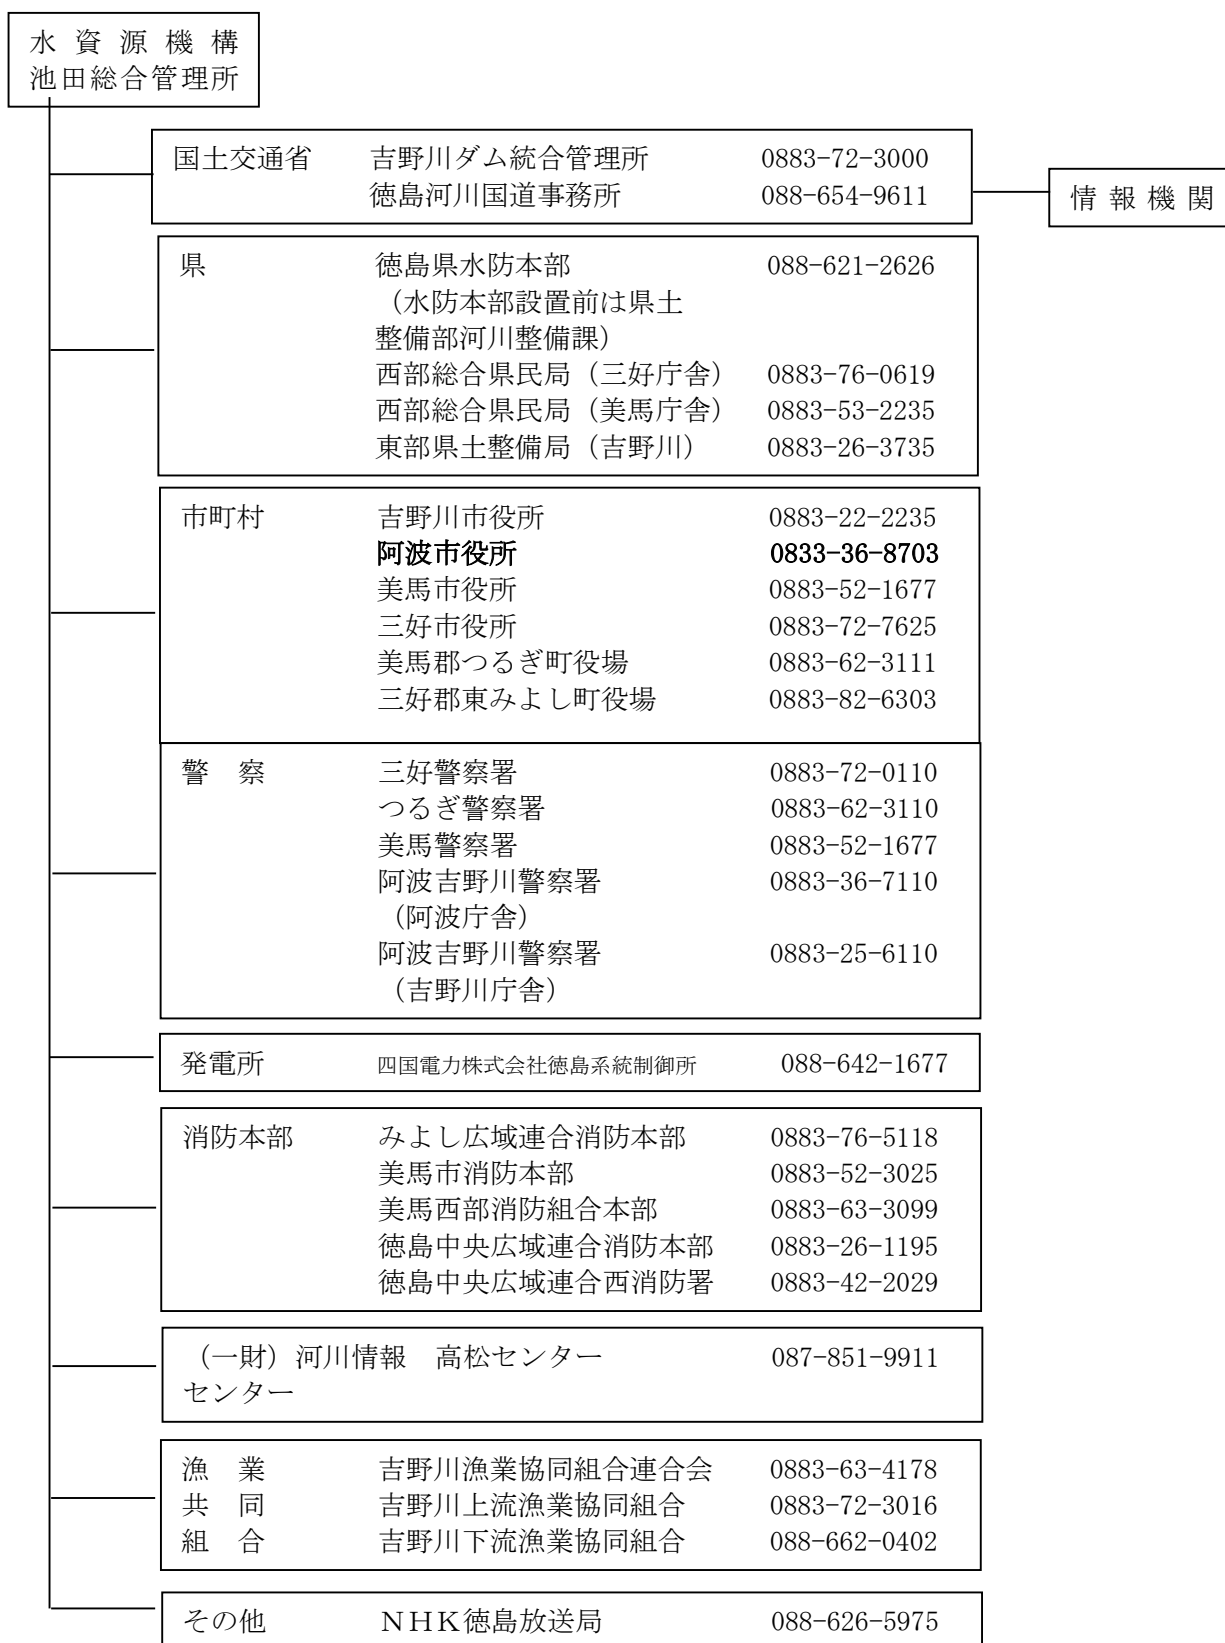 水資源機構
池田総合管理所
国土交通省 吉野川ダム統合管理所 0883-72-3000
徳島河川国道事務所 088-654-9611
情報機関
県 徳島県水防本部 088-621-2626
（水防本部設置前は県土
整備部河川整備課）
西部総合県民局（三好庁舎） 0883-76-0619
西部総合県民局（美馬庁舎） 0883-53-2235
東部県土整備局（吉野川） 0883-26-3735
市町村 吉野川市役所 0883-22-2235
阿波市役所 0833-36-8703
美馬市役所 0883-52-1677
三好市役所 0883-72-7625
美馬郡つるぎ町役場 0883-62-3111
三好郡東みよし町役場 0883-82-6303
警　察 三好警察署 0883-72-0110
つるぎ警察署 0883-62-3110
美馬警察署 0883-52-1677
阿波吉野川警察署 0883-36-7110
（阿波庁舎）
阿波吉野川警察署 0883-25-6110
（吉野川庁舎）
発電所 四国電力株式会社徳島系統制御所 088-642-1677
消防本部 みよし広域連合消防本部 0883-76-5118
美馬市消防本部 0883-52-3025
美馬西部消防組合本部 0883-63-3099
徳島中央広域連合消防本部 0883-26-1195
徳島中央広域連合西消防署 0883-42-2029
（一財）河川情報　高松センター 087-851-9911
センター
漁　業 吉野川漁業協同組合連合会 0883-63-4178
共　同 吉野川上流漁業協同組合 0883-72-3016
組　合 吉野川下流漁業協同組合 088-662-0402
その他 ＮＨＫ徳島放送局 088-626-5975